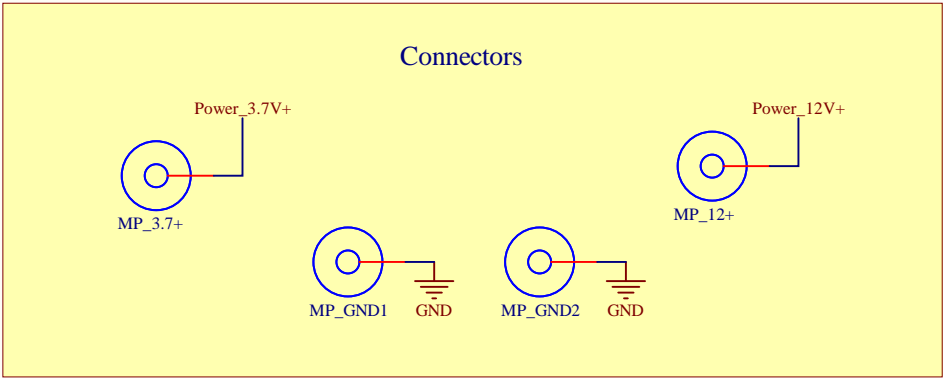 Connectors
Power_3.7V+
Power_12V+
MP_3.7+
MP_12+
MP_GND1
GND
MP_GND2
GND